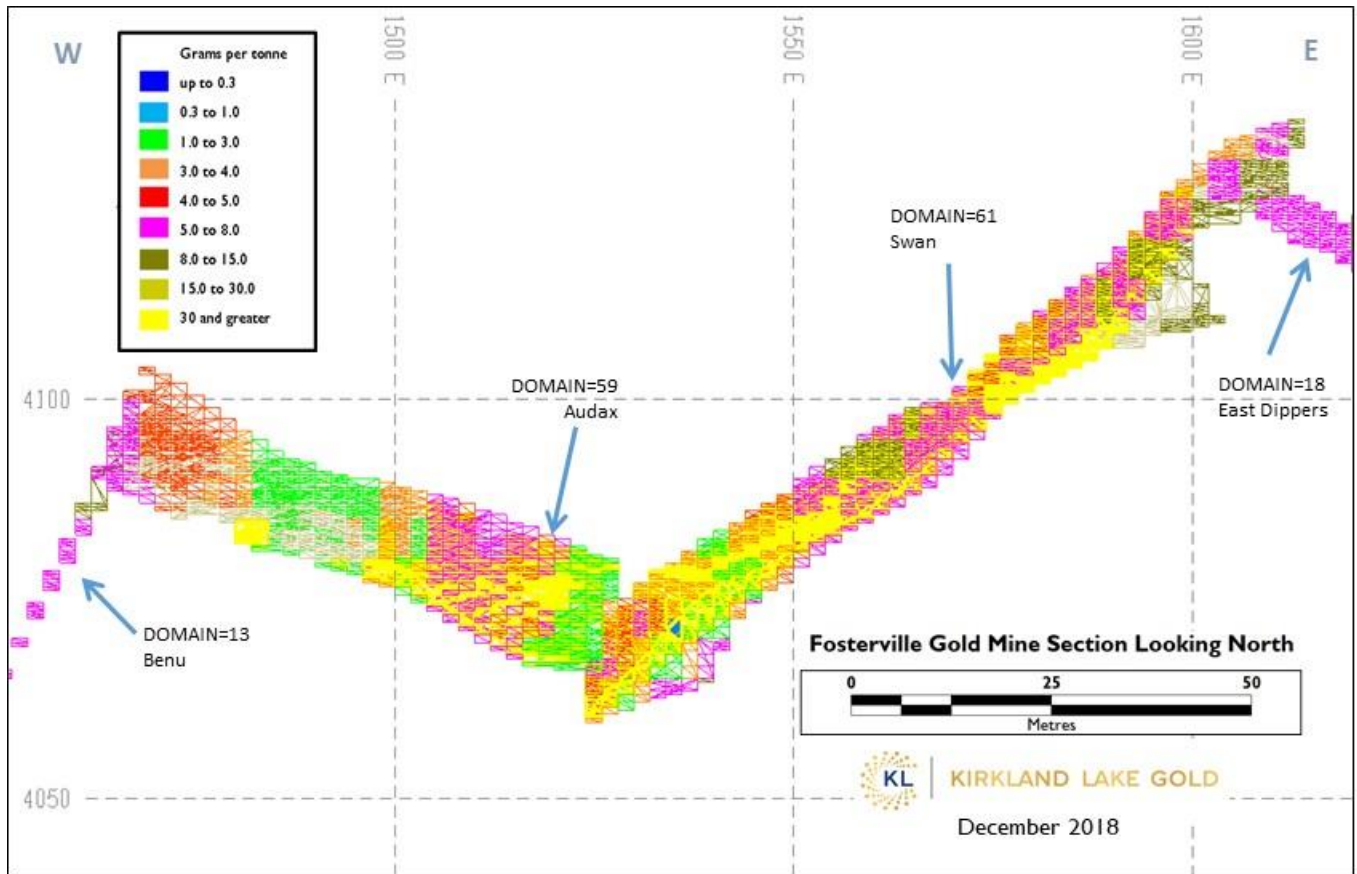 W
1500 E
1550 E
1600 E
E
Grams per tonne
up to 0.3
0.3 to 1.0
1.0 to 3.0
3.0 to 4.0
4.0 to 5.0
5.0 to 8.0
8.0 to 15.0
15.0 to 30.0
30 and greater
DOMAIN=61
Swan
4100
DOMAIN=59
Audax
DOMAIN=18
East Dippers
DOMAIN=13
Benu
Fosterville Gold Mine Section Looking North
0 25 50
Metres
4050
KL KIRKLAND LAKE GOLD
December 2018